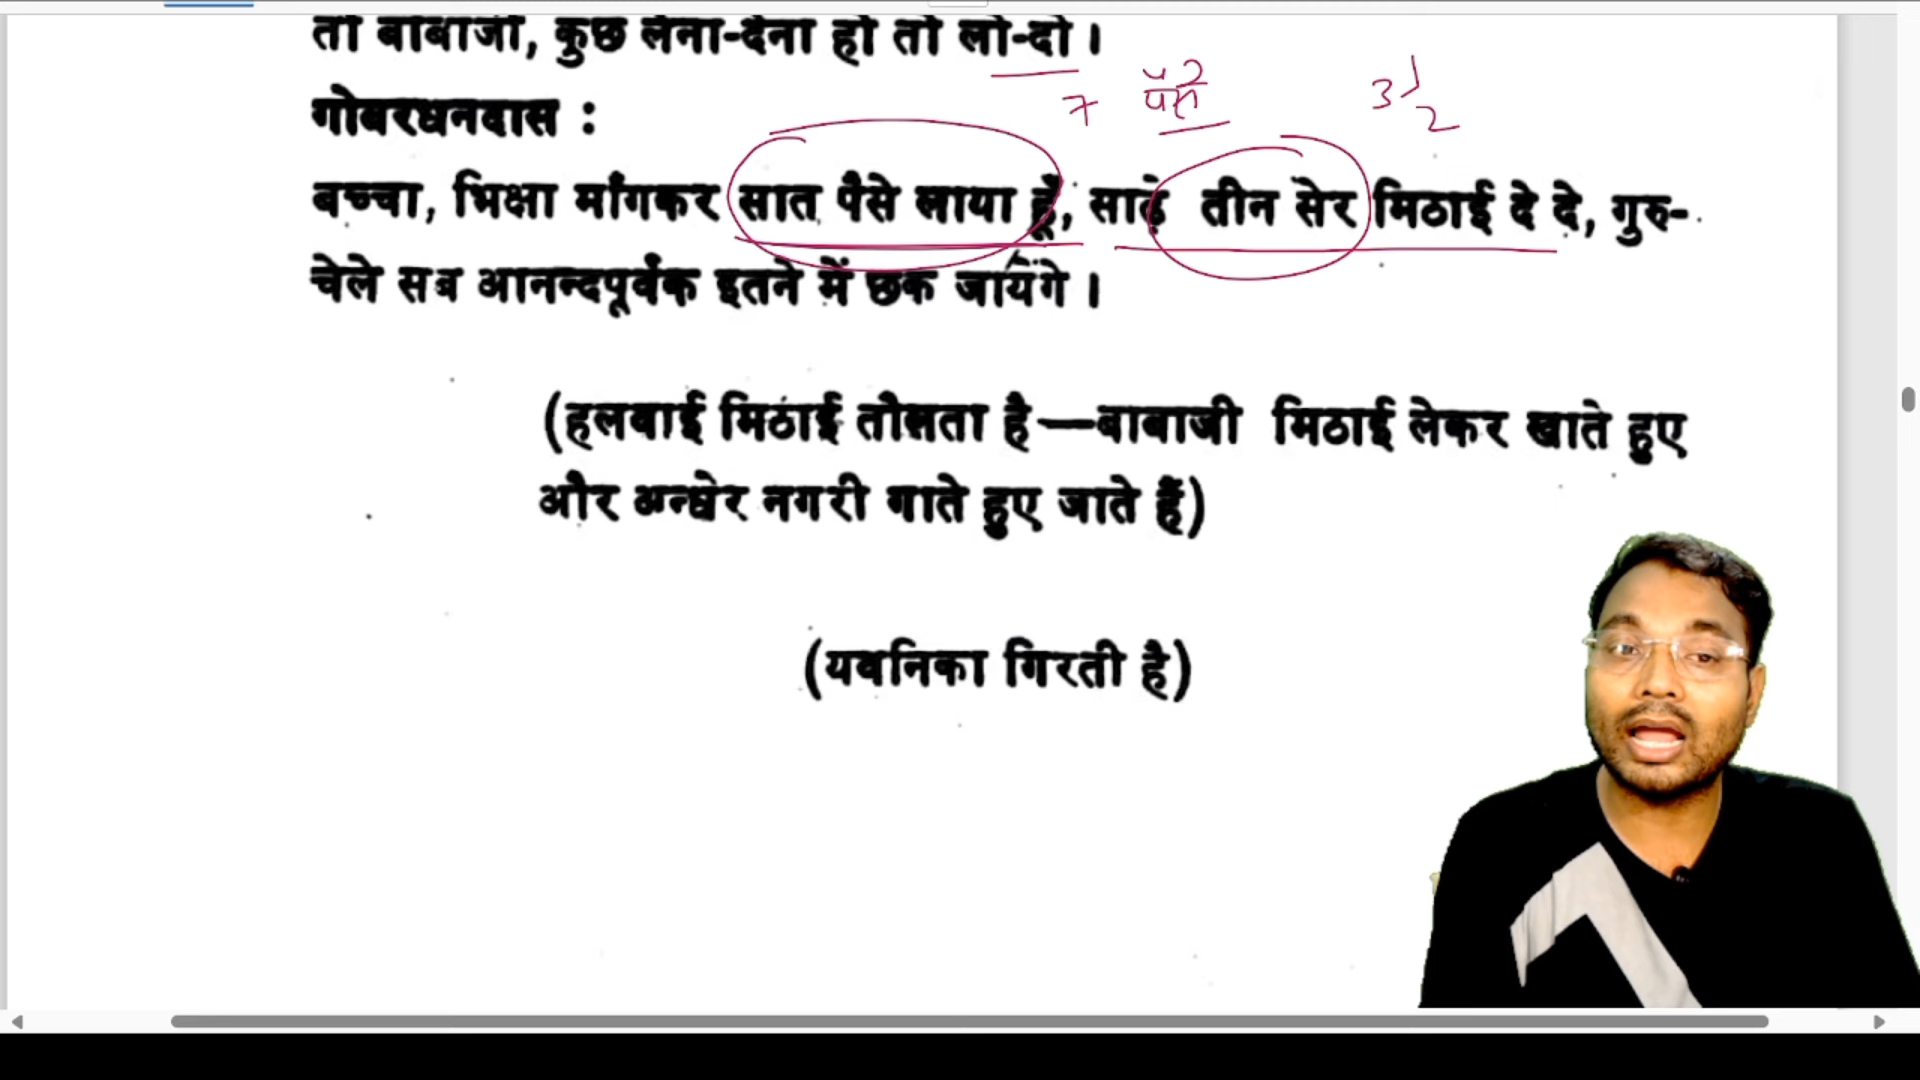 तो बाबाजी, कुछ लेना-देना हो तो लो-दो ।
7 पैसे 3 1/2
गोबरधनदास :
बच्चा, भिक्षा माँगकर सात पैसे लाया हूँ, साढ़े तीन सेर मिठाई दे दे, गुरु-
चेले सब आनन्दपूर्वक इतने में छक जायँगे ।
(हलवाई मिठाई तौलता है—बाबाजी मिठाई लेकर खाते हुए
और अन्धेर नगरी गाते हुए जाते हैं)
(यवनिका गिरती है)